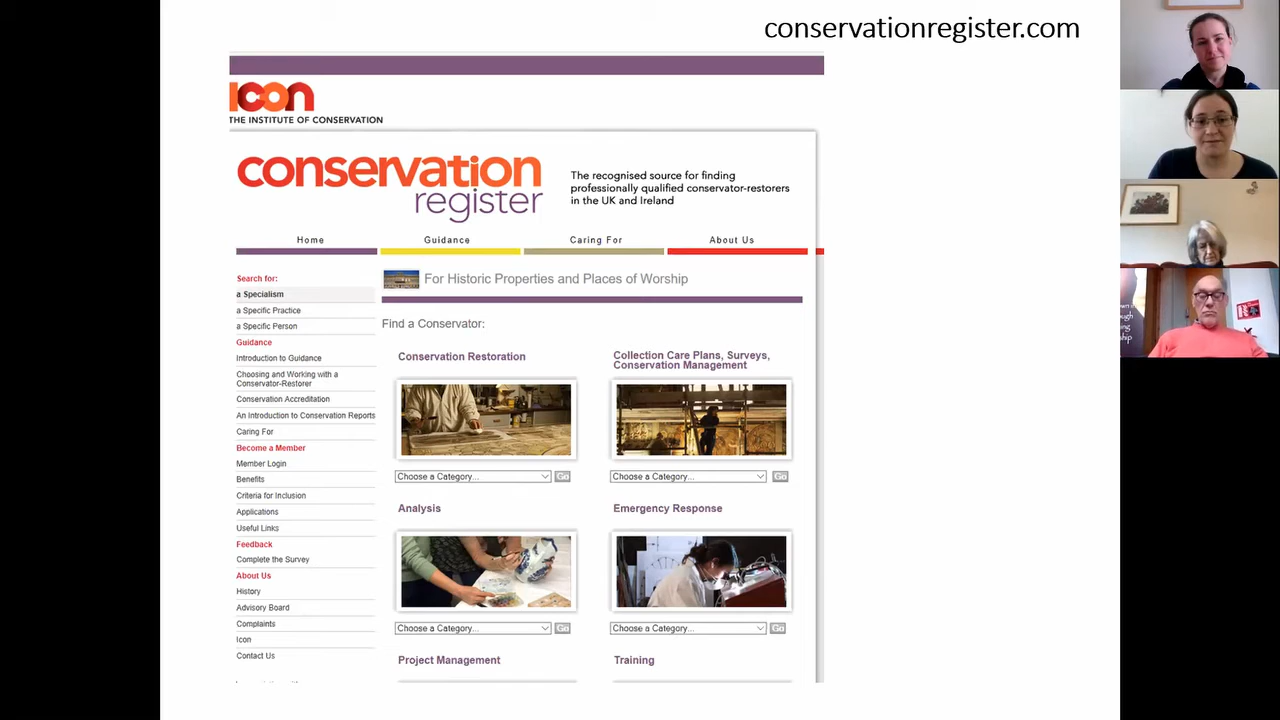 conservationregister.com
icon
THE INSTITUTE OF CONSERVATION
conservation
register
The recognised source for finding
professionally qualified conservator-restorers
in the UK and Ireland
Home
Guidance
Caring For
About Us
Search for:
a Specialism
a Specific Practice
a Specific Person
Guidance
Introduction to Guidance
Choosing and Working with a
Conservator-Restorer
Conservation Accreditation
An Introduction to Conservation Reports
Caring For
Become a Member
Member Login
Benefits
Criteria for Inclusion
Applications
Useful Links
Feedback
Complete the Survey
About Us
History
Advisory Board
Complaints
Icon
Contact Us
For Historic Properties and Places of Worship
Find a Conservator:
Conservation Restoration
Collection Care Plans, Surveys,
Conservation Management
Choose a Category...
Go
Choose a Category...
Go
Analysis
Emergency Response
Choose a Category...
Go
Choose a Category...
Go
Project Management
Training